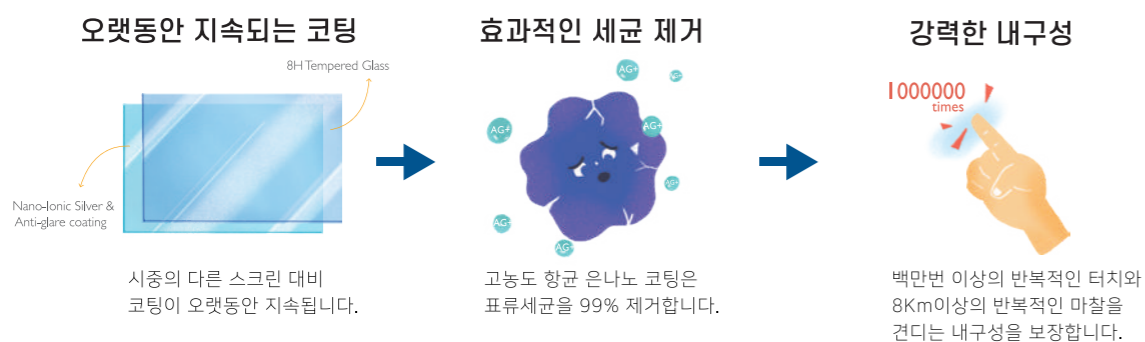 오랫동안 지속되는 코팅
8H Tempered Glass
Nano-Ionic Silver &
Anti-glare coating
시중의 다른 스크린 대비
코팅이 오랫동안 지속됩니다.
효과적인 세균 제거
AG+
AG+
AG+
AG+
AG+
AG+
AG+
고농도 항균 은나노 코팅은
표류세균을 99% 제거합니다.
강력한 내구성
1000000
times
백만번 이상의 반복적인 터치와
8Km이상의 반복적인 마찰을
견디는 내구성을 보장합니다.